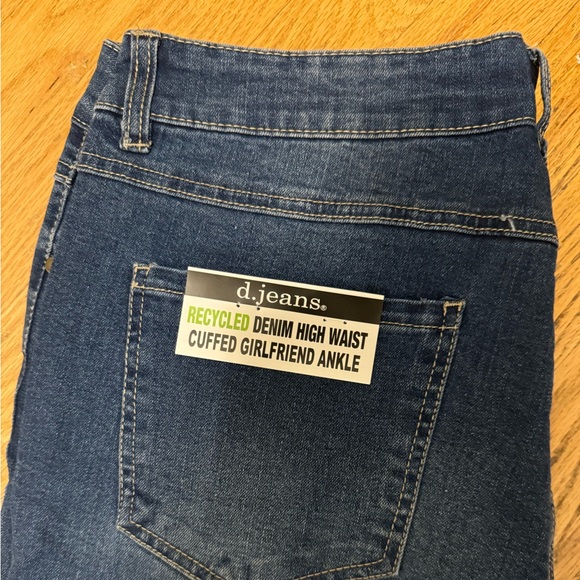 d.jeans®
RECYCLED DENIM HIGH WAIST
CUFFED GIRLFRIEND ANKLE